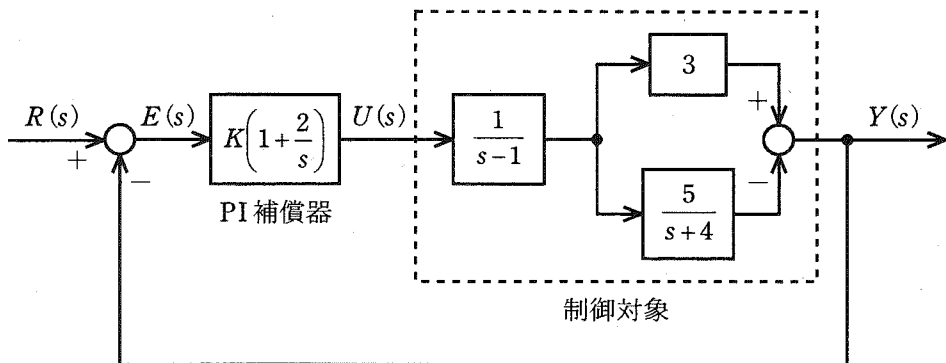 R(s)
+
−
E(s)
K(1+2/s)
PI補償器
U(s)
1/(s−1)
3
5/(s+4)
+
−
Y(s)
制御対象